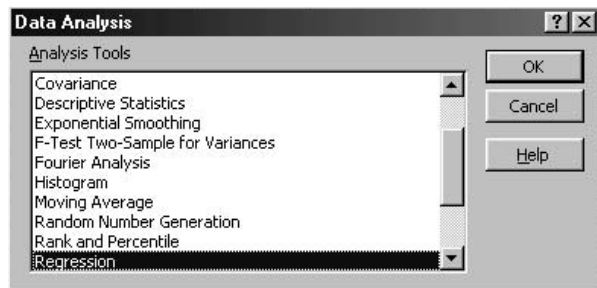 Data Analysis
Analysis Tools
Covariance
Descriptive Statistics
Exponential Smoothing
F-Test Two-Sample for Variances
Fourier Analysis
Histogram
Moving Average
Random Number Generation
Rank and Percentile
Regression
OK
Cancel
Help